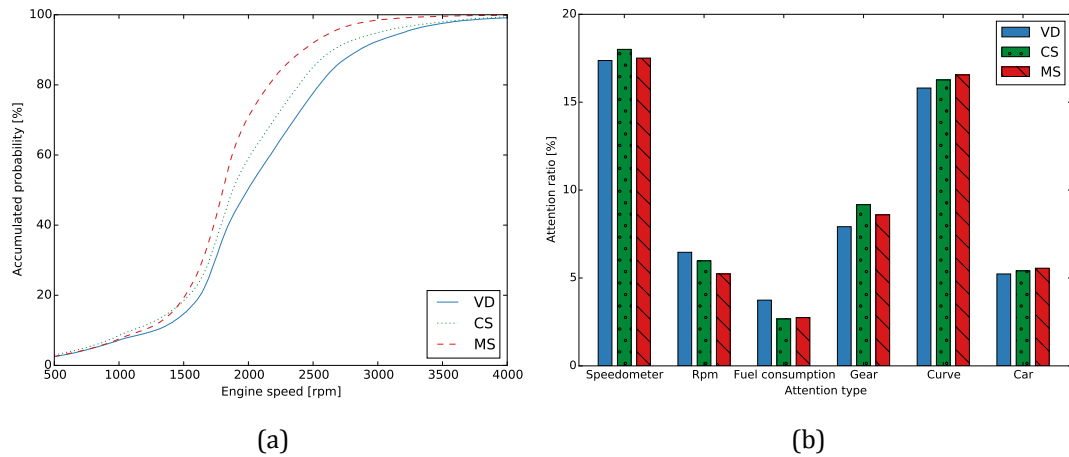 100
80
60
40
20
0
Accumulated probability [%]
VD
CS
MS
500 1000 1500 2000 2500 3000 3500 4000
Engine speed [rpm]
(a)
20
15
10
5
0
Attention ratio [%]
VD
CS
MS
Speedometer Rpm Fuel consumption Gear Curve Car
Attention type
(b)